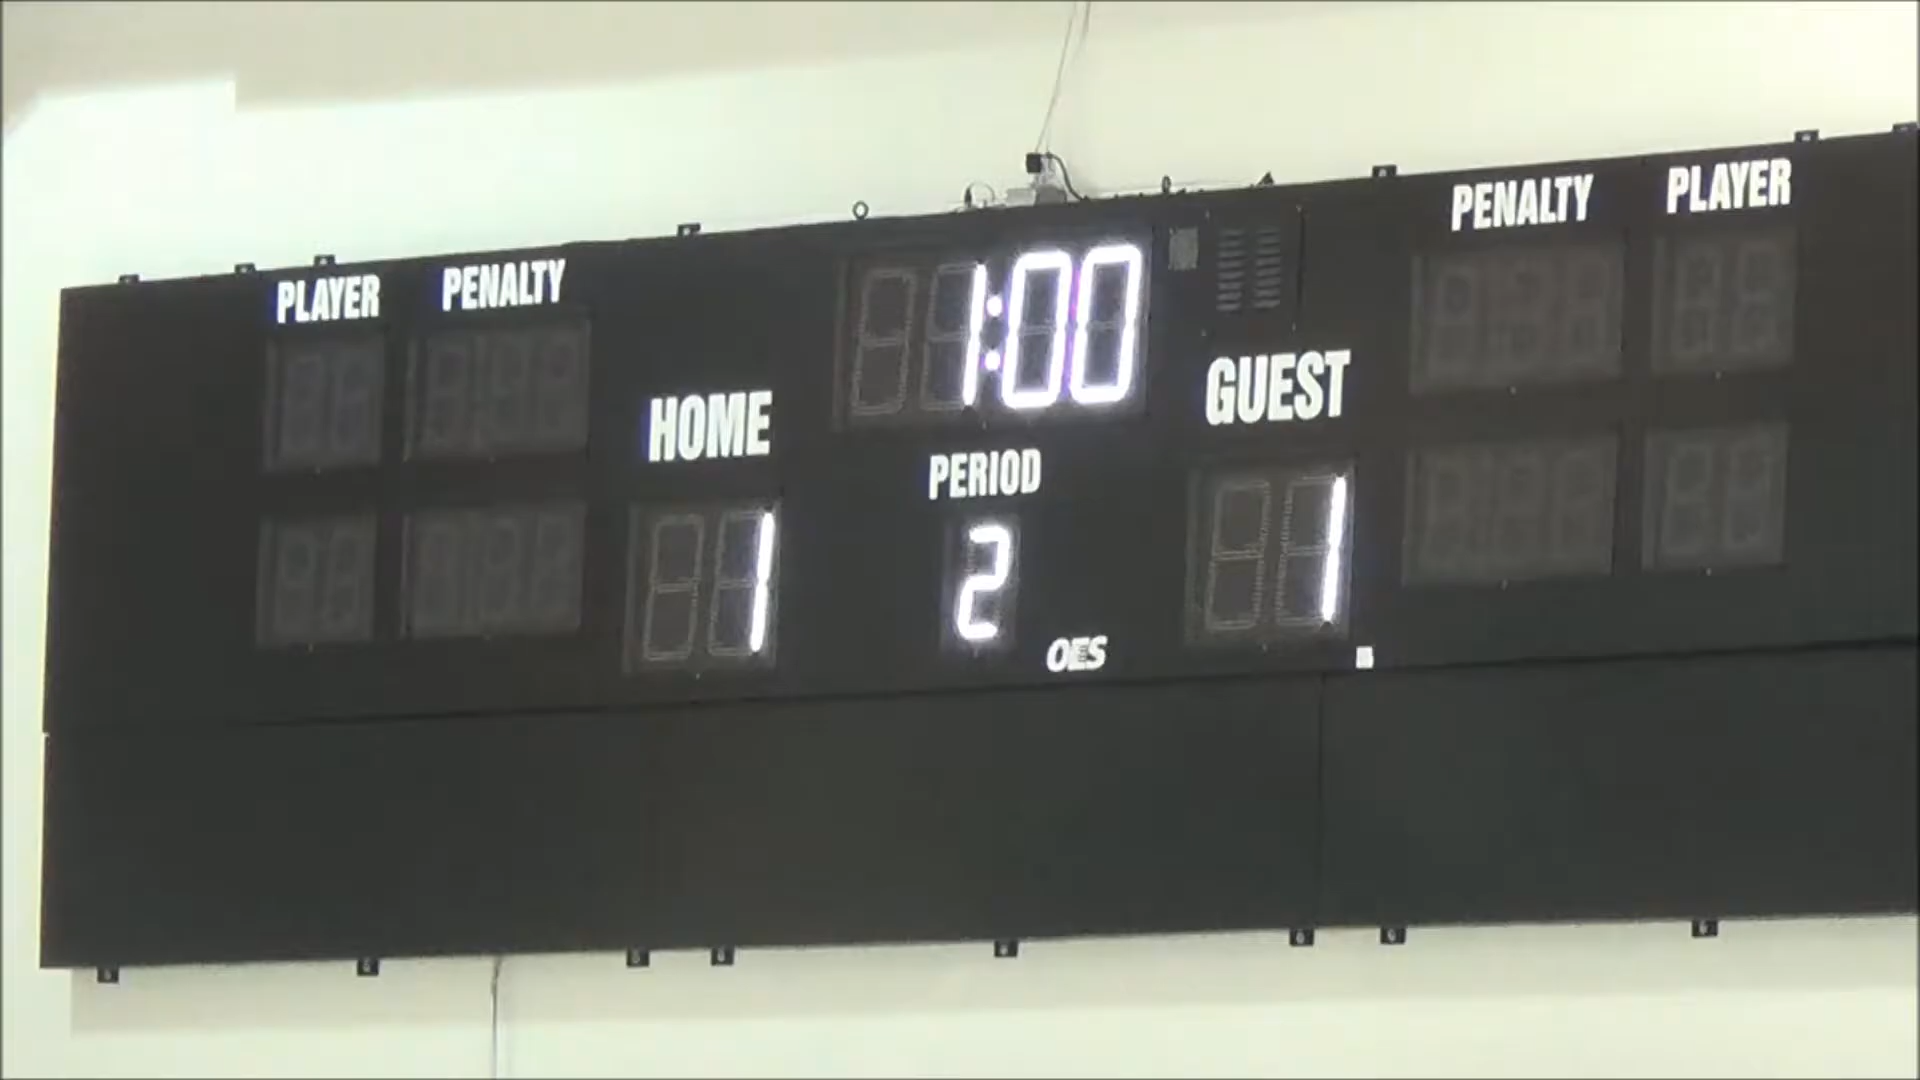 PLAYER PENALTY 1:00 PENALTY PLAYER
HOME GUEST
PERIOD
1 2 1
OES